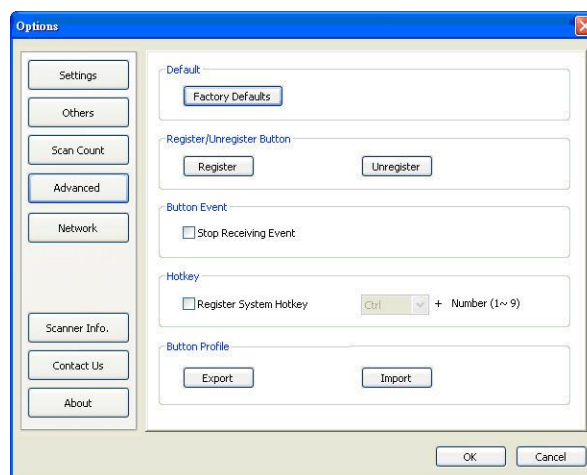 Options
Settings
Others
Scan Count
Advanced
Network
Scanner Info.
Contact Us
About
Default
Factory Defaults
Register/Unregister Button
Register Unregister
Button Event
Stop Receiving Event
Hotkey
Register System Hotkey Ctrl + Number (1~ 9)
Button Profile
Export Import
OK Cancel